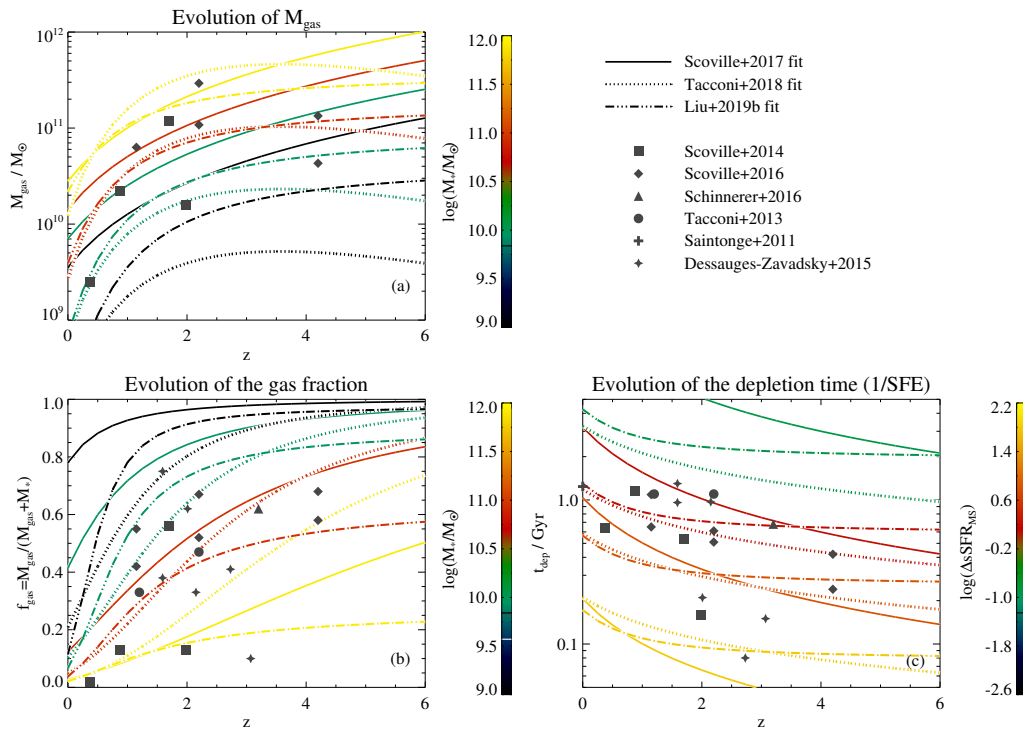 Evolution of M_gas
M_gas / M_☉
10^12
10^11
10^10
10^9
0 2 4 6
z
(a)
log(M_*/M_☉)
12.0
11.5
11.0
10.5
10.0
9.5
9.0
Scoville+2017 fit
Tacconi+2018 fit
Liu+2019b fit
Scoville+2014
Scoville+2016
Schinnerer+2016
Tacconi+2013
Saintonge+2011
Dessauges-Zavadsky+2015
Evolution of the gas fraction
f_gas=M_gas/(M_gas+M_*)
1.0
0.8
0.6
0.4
0.2
0.0
0 2 4 6
z
(b)
log(M_*/M_☉)
12.0
11.5
11.0
10.5
10.0
9.5
9.0
Evolution of the depletion time (1/SFE)
t_dep / Gyr
1.0
0.1
0 2 4 6
z
(c)
log(ΔsSFR_MS)
2.2
1.4
0.6
-0.2
-1.0
-1.8
-2.6